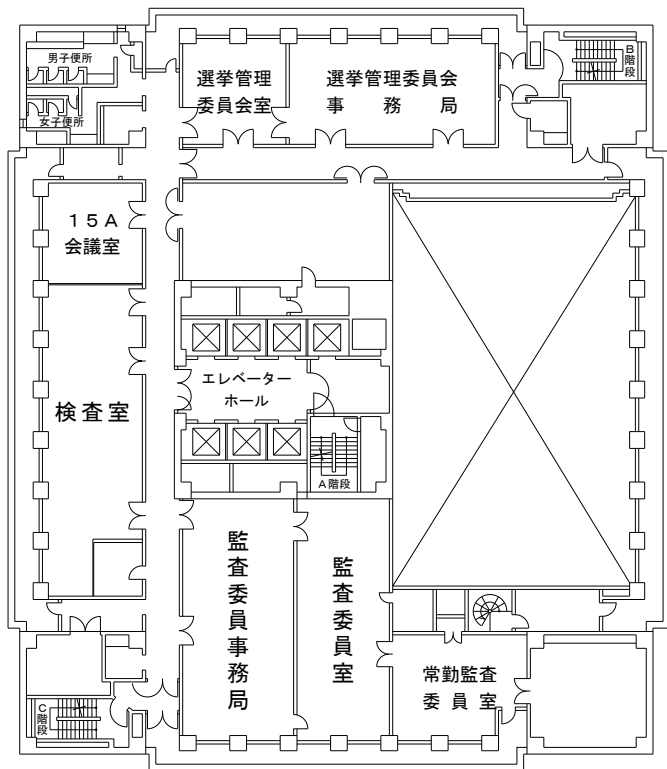 男子便所
女子便所
選挙管理
委員会室
選挙管理委員会
事務局
B階段
15A
会議室
検査室
エレベーター
ホール
A階段
監査委員事務局
監査委員室
常勤監査
委員室
C階段